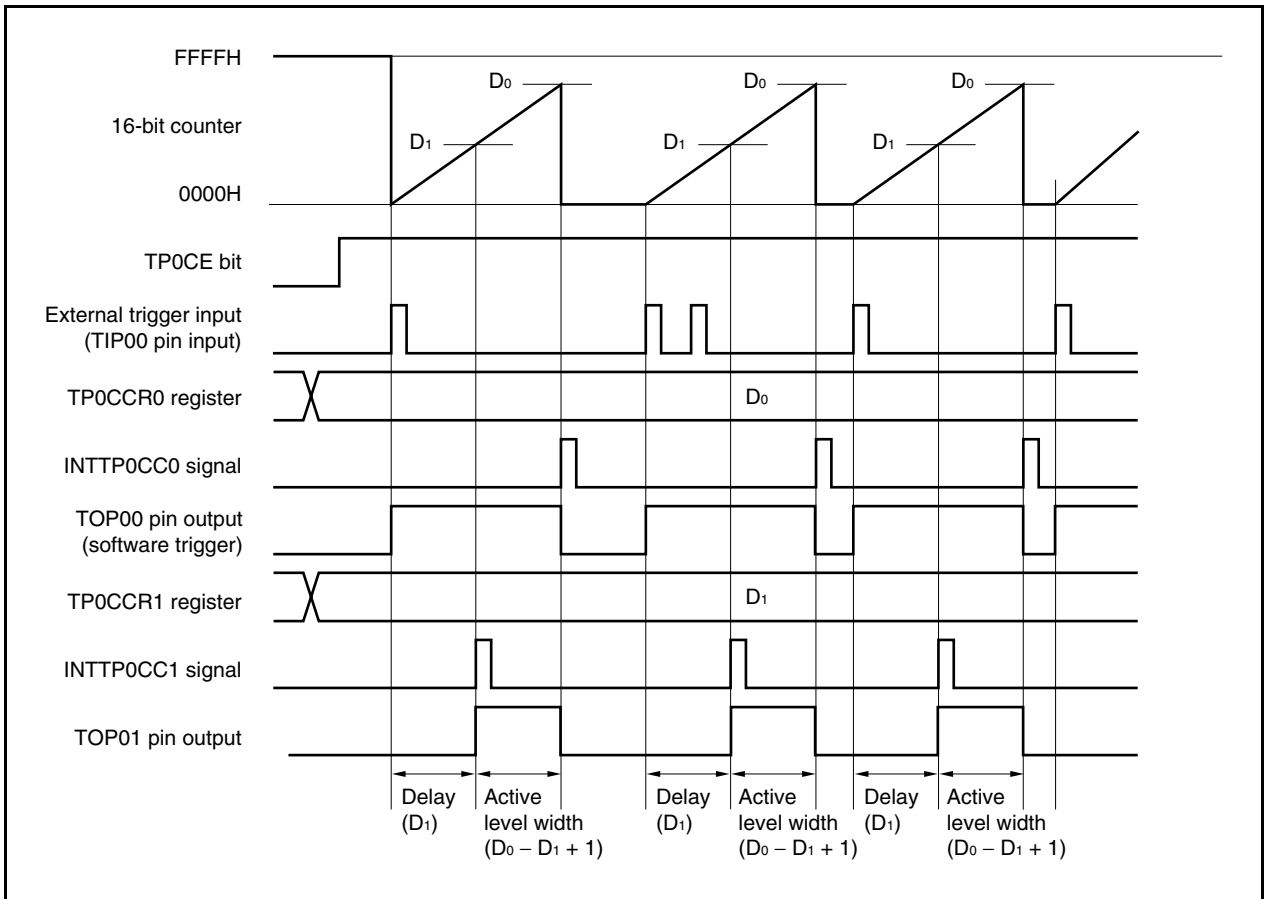 FFFFH
16-bit counter
0000H
D₀
D₁
D₀
D₁
D₀
D₁
TP0CE bit
External trigger input
(TIP00 pin input)
TP0CCR0 register
D₀
INTTP0CC0 signal
TOP00 pin output
(software trigger)
TP0CCR1 register
D₁
INTTP0CC1 signal
TOP01 pin output
Delay
(D₁)
Active
level width
(D₀ − D₁ + 1)
Delay
(D₁)
Active
level width
(D₀ − D₁ + 1)
Delay
(D₁)
Active
level width
(D₀ − D₁ + 1)